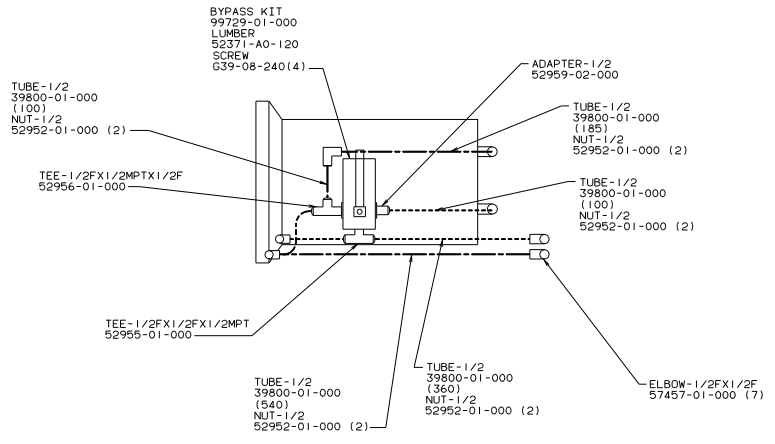 BYPASS KIT
99729-01-000
LUMBER
52371-A0-120
SCREW
G39-08-240(4)
ADAPTER-1/2
52959-02-000
TUBE-1/2
39800-01-000
(100)
NUT-1/2
52952-01-000 (2)
TUBE-1/2
39800-01-000
(185)
NUT-1/2
52952-01-000 (2)
TEE-1/2FX1/2MPTX1/2F
52956-01-000
TUBE-1/2
39800-01-000
(100)
NUT-1/2
52952-01-000 (2)
TEE-1/2FX1/2FX1/2MPT
52955-01-000
TUBE-1/2
39800-01-000
(540)
NUT-1/2
52952-01-000 (2)
TUBE-1/2
39800-01-000
(360)
NUT-1/2
52952-01-000 (2)
ELBOW-1/2FX1/2F
57457-01-000 (7)